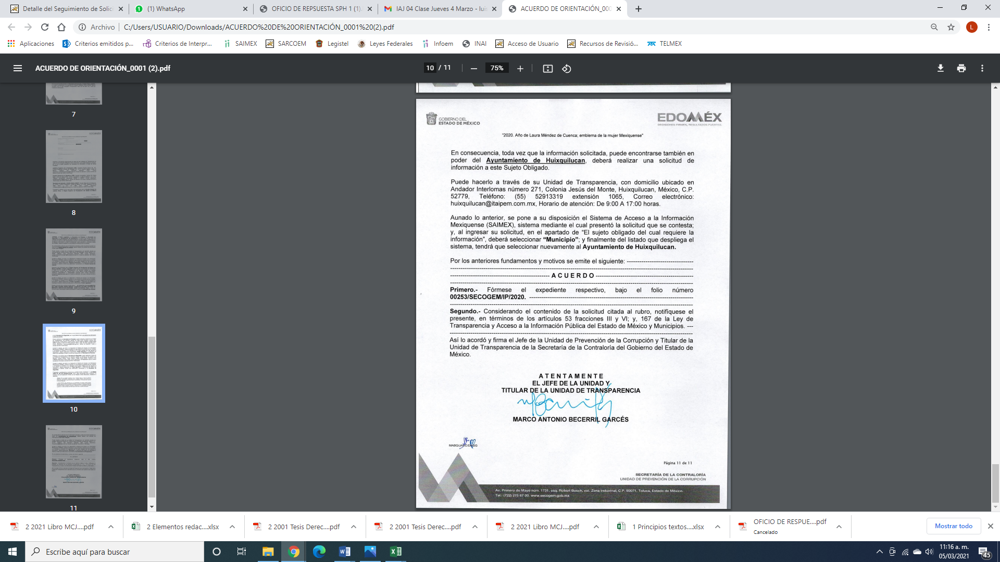 Detalle del Seguimiento de Solici
(1) WhatsApp
OFICIO DE REPSUESTA SPH 1 (1).
IAJ 04 Clase Jueves 4 Marzo - luis
ACUERDO DE ORIENTACIÓN_000
Archivo
C:/Users/USUARIO/Downloads/ACUERDO%20DE%20ORIENTACIÓN_0001%20(2).pdf
L
Aplicaciones
Criterios emitidos p...
Criterios de Interpr...
SAIMEX
SARCOEM
Legistel
Leyes Federales
Infoem
INAI
Acceso de Usuario
Recursos de Revisió...
TELMEX
ACUERDO DE ORIENTACIÓN_0001 (2).pdf
10 / 11
75%
7
8
9
10
11
GOBIERNO DEL
ESTADO DE MÉXICO
EDOMÉX
DECISIONES FIRMES, RESULTADOS FUERTES.
"2020. Año de Laura Méndez de Cuenca; emblema de la mujer Mexiquense"
En consecuencia, toda vez que la información solicitada, puede encontrarse también en
poder del Ayuntamiento de Huixquilucan, deberá realizar una solicitud de
información a este Sujeto Obligado.
Puede hacerlo a través de su Unidad de Transparencia, con domicilio ubicado en
Andador Interlomas número 271, Colonia Jesús del Monte, Huixquilucan, México, C.P.
52779, Teléfono: (55) 52913319 extensión 1065, Correo electrónico:
huixquilucan@itaipem.com.mx, Horario de atención: De 9:00 A 17:00 horas.
Aunado lo anterior, se pone a su disposición el Sistema de Acceso a la Información
Mexiquense (SAIMEX), sistema mediante el cual presentó la solicitud que se contesta;
y, al ingresar su solicitud, en el apartado de "El sujeto obligado del cual requiere la
información", deberá seleccionar "Municipio"; y finalmente del listado que despliega el
sistema, tendrá que seleccionar nuevamente al Ayuntamiento de Huixquilucan.
Por los anteriores fundamentos y motivos se emite el siguiente: --------------------------------
A C U E R D O
Primero.- Fórmese el expediente respectivo, bajo el folio número
00253/SECOGEM/IP/2020.
Segundo.- Considerando el contenido de la solicitud citada al rubro, notifíquese el
presente, en términos de los artículos 53 fracciones III y VI; y, 167 de la Ley de
Transparencia y Acceso a la Información Pública del Estado de México y Municipios. ---
Así lo acordó y firma el Jefe de la Unidad de Prevención de la Corrupción y Titular de la
Unidad de Transparencia de la Secretaría de la Contraloría del Gobierno del Estado de
México.
A T E N T A M E N T E
EL JEFE DE LA UNIDAD Y
TITULAR DE LA UNIDAD DE TRANSPARENCIA
MARCO ANTONIO BECERRIL GARCÉS
Página 11 de 11
SECRETARÍA DE LA CONTRALORÍA
UNIDAD DE PREVENCIÓN DE LA CORRUPCIÓN
Av. Primero de Mayo núm. 1731, esq. Robert Bosch, col. Zona Industrial, C.P. 50071, Toluca, Estado de México.
Tel.: (722) 275 67 00. www.secogem.gob.mx
2 2021 Libro MCJ....pdf
2 Elementos redac....xlsx
2 2001 Tesis Derec....pdf
2 2001 Tesis Derec....pdf
2 2021 Libro MCJ....pdf
1 Principios textos....xlsx
OFICIO DE RESPUE....pdf
Cancelado
Mostrar todo
Escribe aquí para buscar
11:16 a. m.
05/03/2021
45